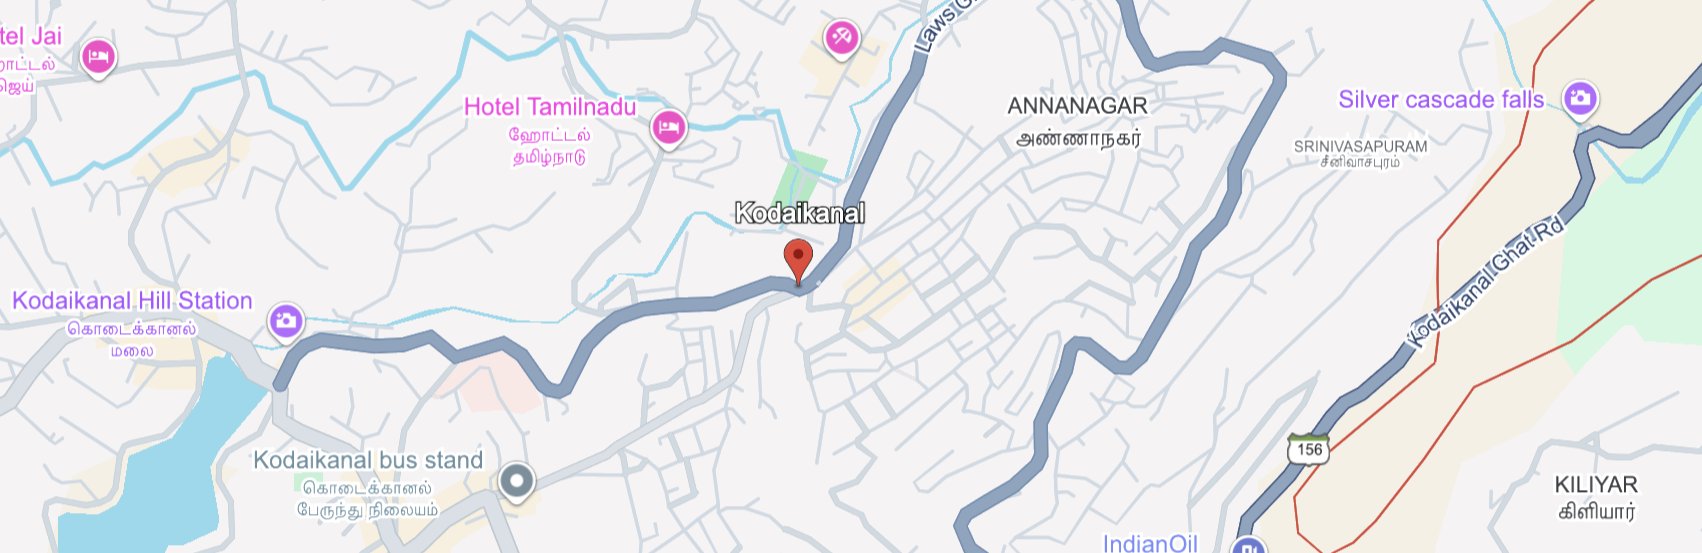 tel Jai
ஹோட்டல்
ஜெய்
Laws G
Hotel Tamilnadu
ஹோட்டல்
தமிழ்நாடு
ANNANAGAR
அண்ணாநகர்
Silver cascade falls
SRINIVASAPURAM
சீனிவாசபுரம்
Kodaikanal
Kodaikanal Ghat Rd
Kodaikanal Hill Station
கொடைக்கானல்
மலை
156
Kodaikanal bus stand
கொடைக்கானல்
பேருந்து நிலையம்
KILIYAR
கிளியார்
IndianOil